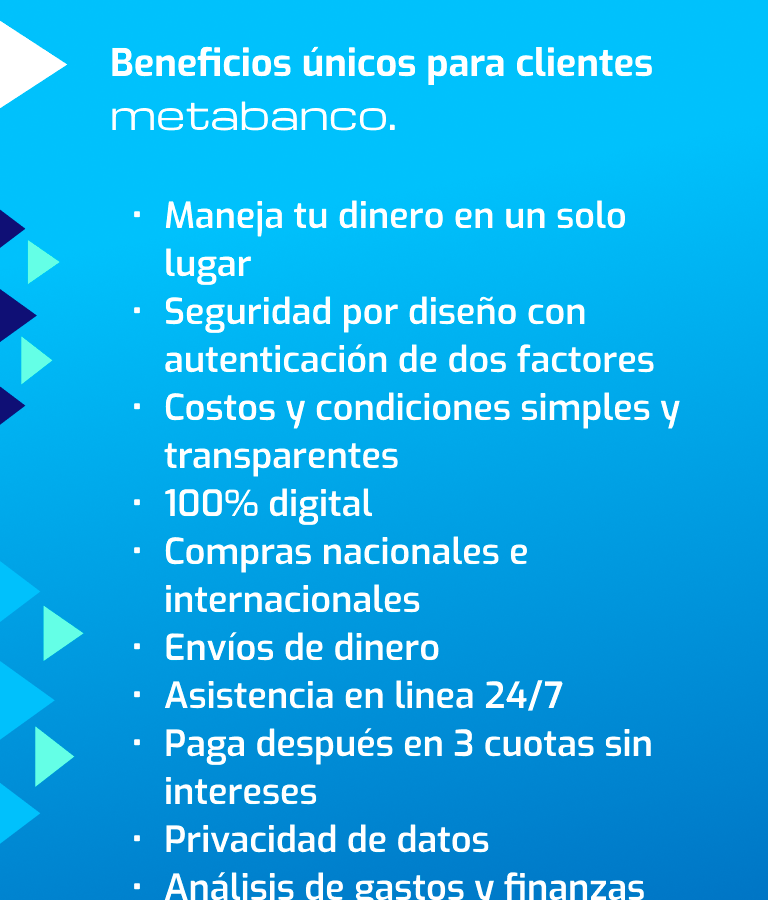 Beneficios únicos para clientes
metabanco.
· Maneja tu dinero en un solo
lugar
· Seguridad por diseño con
autenticación de dos factores
· Costos y condiciones simples y
transparentes
· 100% digital
· Compras nacionales e
internacionales
· Envíos de dinero
· Asistencia en linea 24/7
· Paga después en 3 cuotas sin
intereses
· Privacidad de datos
· Análisis de gastos y finanzas